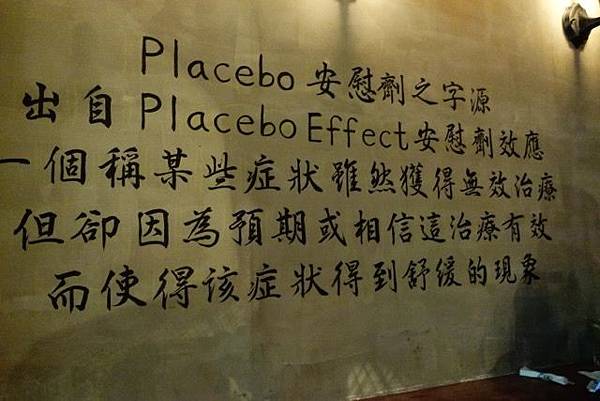 Placebo 安慰劑之字源
出自 Placebo Effect 安慰劑效應
一個稱某些症狀雖然獲得無效治療
但卻因為預期或相信這治療有效
而使得該症狀得到舒緩的現象